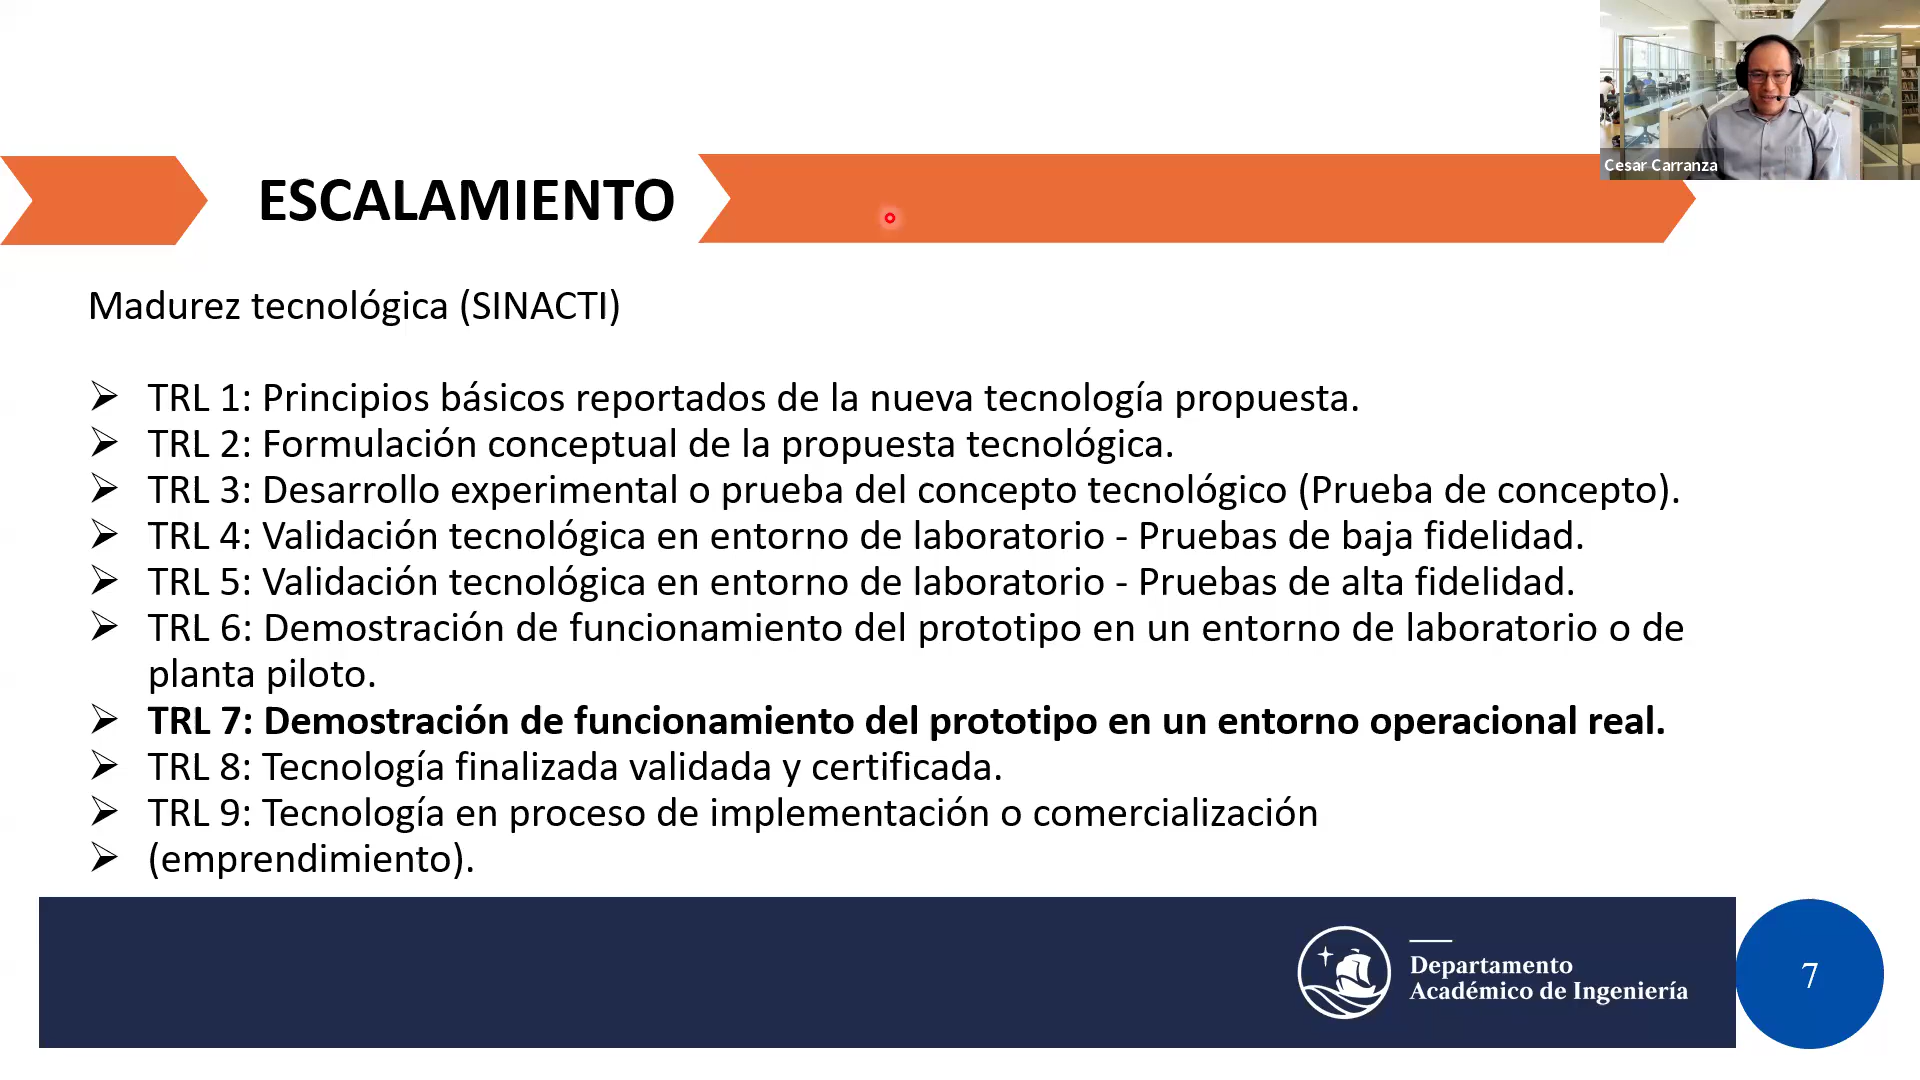 Cesar Carranza
ESCALAMIENTO
Madurez tecnológica (SINACTI)
TRL 1: Principios básicos reportados de la nueva tecnología propuesta.
TRL 2: Formulación conceptual de la propuesta tecnológica.
TRL 3: Desarrollo experimental o prueba del concepto tecnológico (Prueba de concepto).
TRL 4: Validación tecnológica en entorno de laboratorio - Pruebas de baja fidelidad.
TRL 5: Validación tecnológica en entorno de laboratorio - Pruebas de alta fidelidad.
TRL 6: Demostración de funcionamiento del prototipo en un entorno de laboratorio o de
planta piloto.
TRL 7: Demostración de funcionamiento del prototipo en un entorno operacional real.
TRL 8: Tecnología finalizada validada y certificada.
TRL 9: Tecnología en proceso de implementación o comercialización
(emprendimiento).
Departamento
Académico de Ingeniería
7